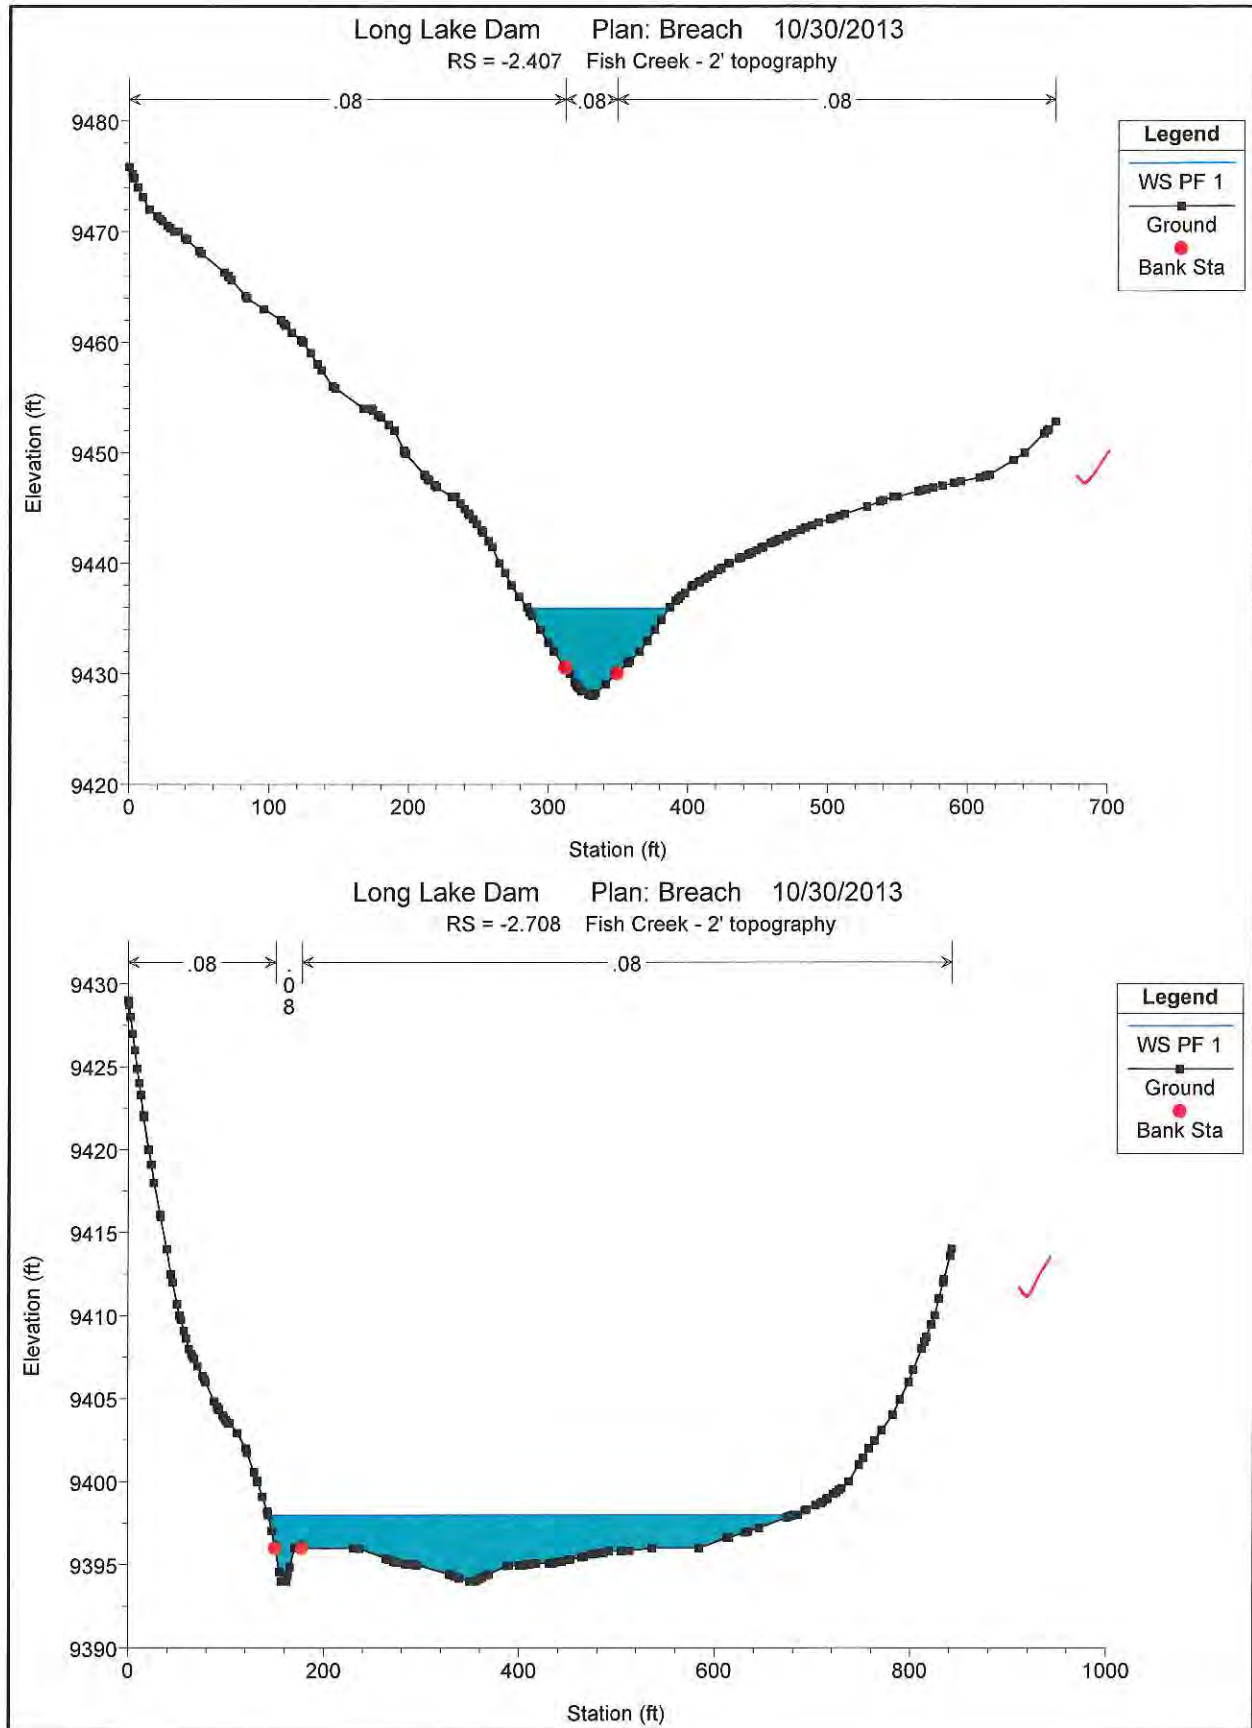 Long Lake Dam Plan: Breach 10/30/2013
RS = -2.407 Fish Creek - 2' topography
.08 .08 .08
Legend
WS PF 1
Ground
Bank Sta
Elevation (ft)
9480
9470
9460
9450
9440
9430
9420
0 100 200 300 400 500 600 700
Station (ft)
Long Lake Dam Plan: Breach 10/30/2013
RS = -2.708 Fish Creek - 2' topography
.08 .08 .08
Legend
WS PF 1
Ground
Bank Sta
Elevation (ft)
9430
9425
9420
9415
9410
9405
9400
9395
9390
0 200 400 600 800 1000
Station (ft)